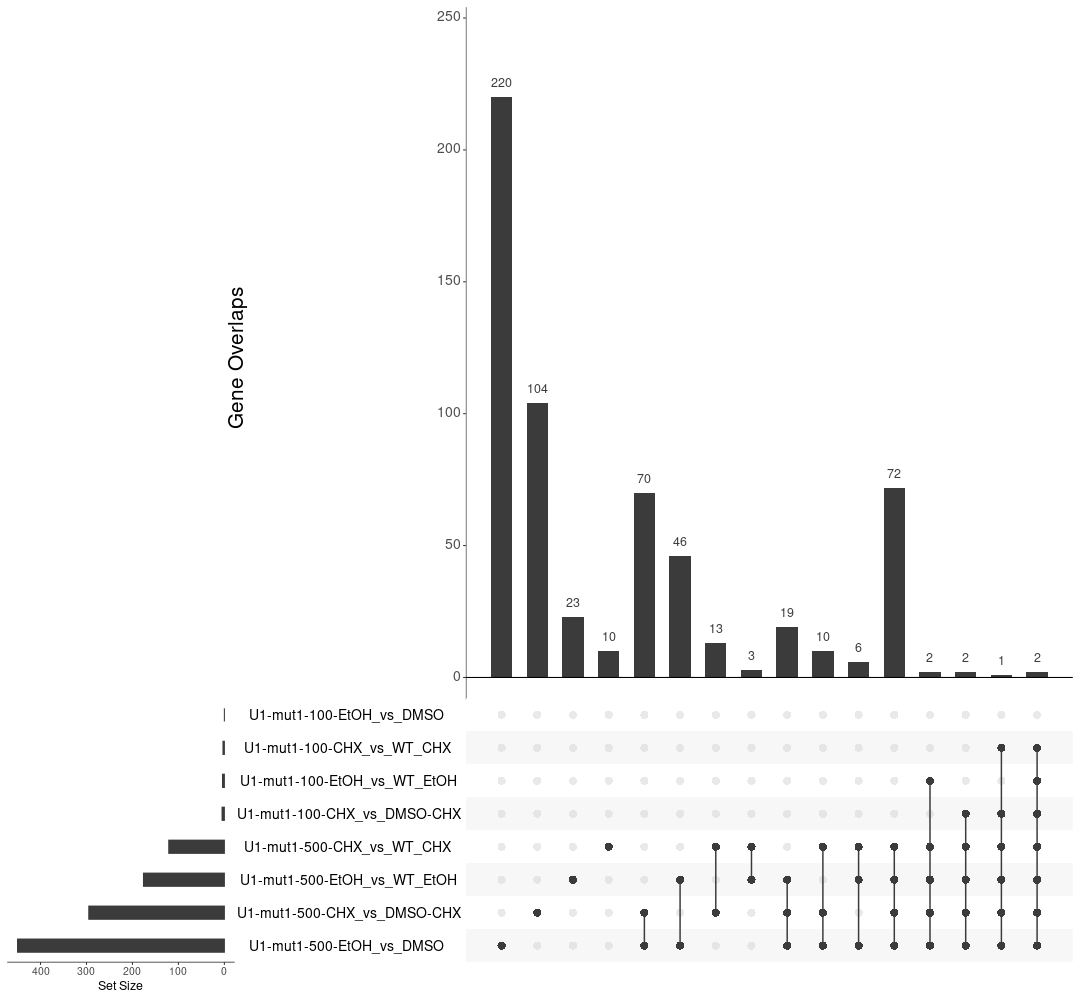 250
200
150
100
50
0
Gene Overlaps
220
104
23
10
70
46
13
3
19
10
6
72
2
2
1
2
U1-mut1-100-EtOH_vs_DMSO
U1-mut1-100-CHX_vs_WT_CHX
U1-mut1-100-EtOH_vs_WT_EtOH
U1-mut1-100-CHX_vs_DMSO-CHX
U1-mut1-500-CHX_vs_WT_CHX
U1-mut1-500-EtOH_vs_WT_EtOH
U1-mut1-500-CHX_vs_DMSO-CHX
U1-mut1-500-EtOH_vs_DMSO
400 300 200 100 0
Set Size